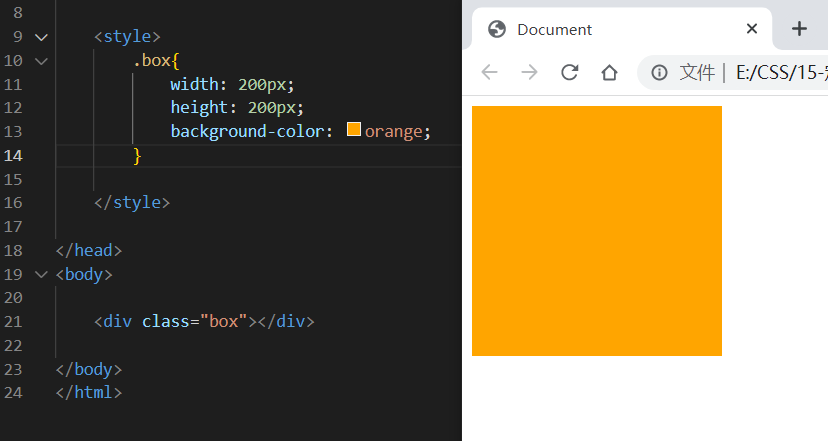 8
9 <style>
10 .box{
11 width: 200px;
12 height: 200px;
13 background-color: orange;
14 }
15
16 </style>
17
18 </head>
19 <body>
20
21 <div class="box"></div>
22
23 </body>
24 </html>
Document
文件 | E:/CSS/15-